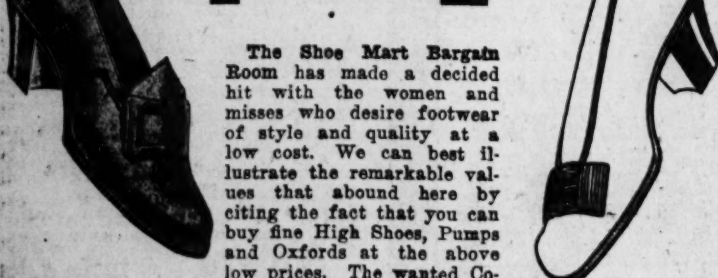 The Shoe Mart Bargain
Room has made a decided
hit with the women and
misses who desire footwear
of style and quality at a
low cost. We can best il-
lustrate the remarkable val-
ues that abound here by
citing the fact that you can
buy fine High Shoes, Pumps
and Oxfords at the above
low prices. The wanted Co-